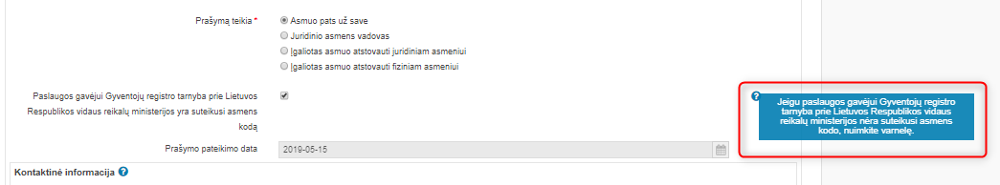 Prašymą teikia *
Asmuo pats už save
Juridinio asmens vadovas
Įgaliotas asmuo atstovauti juridiniam asmeniui
Įgaliotas asmuo atstovauti fiziniam asmeniui
Paslaugos gavėjui Gyventojų registro tarnyba prie Lietuvos
Respublikos vidaus reikalų ministerijos yra suteikusi asmens
kodą
? Jeigu paslaugos gavėjui Gyventojų registro
tarnyba prie Lietuvos Respublikos vidaus
reikalų ministerijos nėra suteikusi asmens
kodo, nuimkite varnelę.
Prašymo pateikimo data
2019-05-15
Kontaktinė informacija ?